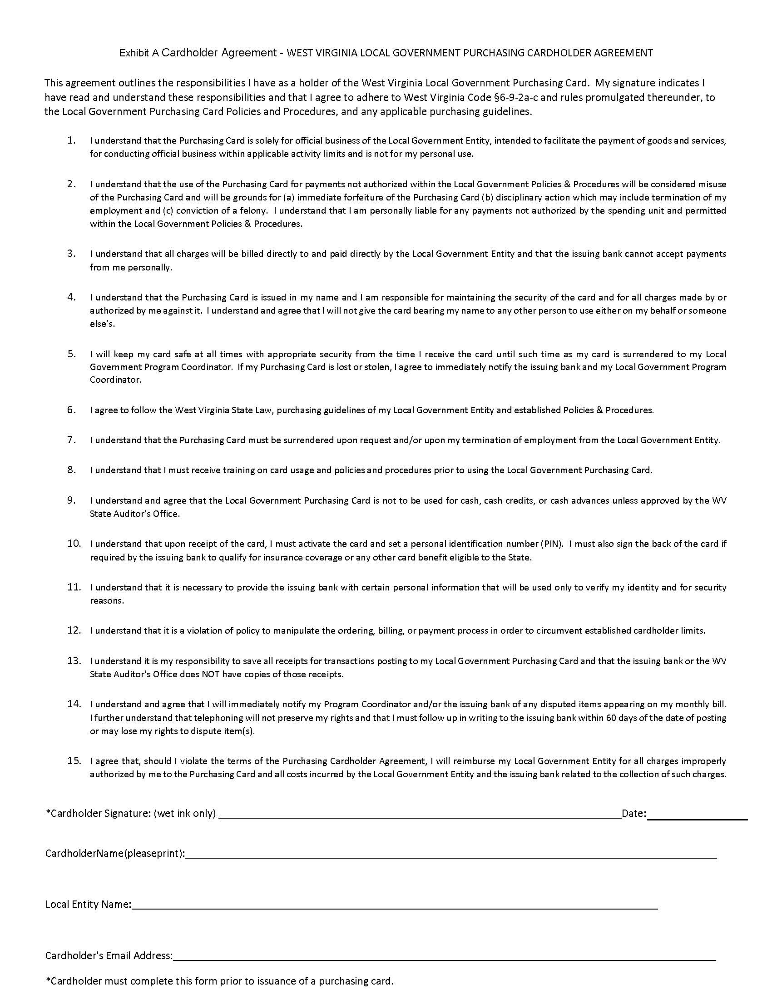 Exhibit A Cardholder Agreement - WEST VIRGINIA LOCAL GOVERNMENT PURCHASING CARDHOLDER AGREEMENT
This agreement outlines the responsibilities I have as a holder of the West Virginia Local Government Purchasing Card.  My signature indicates I
have read and understand these responsibilities and that I agree to adhere to West Virginia Code §6-9-2a-c and rules promulgated thereunder, to
the Local Government Purchasing Card Policies and Procedures, and any applicable purchasing guidelines.
1. I understand that the Purchasing Card is solely for official business of the Local Government Entity, intended to facilitate the payment of goods and services,
for conducting official business within applicable activity limits and is not for my personal use.
2. I understand that the use of the Purchasing Card for payments not authorized within the Local Government Policies & Procedures will be considered misuse
of the Purchasing Card and will be grounds for (a) immediate forfeiture of the Purchasing Card (b) disciplinary action which may include termination of my
employment and (c) conviction of a felony.  I understand that I am personally liable for any payments not authorized by the spending unit and permitted
within the Local Government Policies & Procedures.
3. I understand that all charges will be billed directly to and paid directly by the Local Government Entity and that the issuing bank cannot accept payments
from me personally.
4. I understand that the Purchasing Card is issued in my name and I am responsible for maintaining the security of the card and for all charges made by or
authorized by me against it.  I understand and agree that I will not give the card bearing my name to any other person to use either on my behalf or someone
else’s.
5. I will keep my card safe at all times with appropriate security from the time I receive the card until such time as my card is surrendered to my Local
Government Program Coordinator.  If my Purchasing Card is lost or stolen, I agree to immediately notify the issuing bank and my Local Government Program
Coordinator.
6. I agree to follow the West Virginia State Law, purchasing guidelines of my Local Government Entity and established Policies & Procedures.
7. I understand that the Purchasing Card must be surrendered upon request and/or upon my termination of employment from the Local Government Entity.
8. I understand that I must receive training on card usage and policies and procedures prior to using the Local Government Purchasing Card.
9. I understand and agree that the Local Government Purchasing Card is not to be used for cash, cash credits, or cash advances unless approved by the WV
State Auditor’s Office.
10. I understand that upon receipt of the card, I must activate the card and set a personal identification number (PIN).  I must also sign the back of the card if
required by the issuing bank to qualify for insurance coverage or any other card benefit eligible to the State.
11. I understand that it is necessary to provide the issuing bank with certain personal information that will be used only to verify my identity and for security
reasons.
12. I understand that it is a violation of policy to manipulate the ordering, billing, or payment process in order to circumvent established cardholder limits.
13. I understand it is my responsibility to save all receipts for transactions posting to my Local Government Purchasing Card and that the issuing bank or the WV
State Auditor’s Office does NOT have copies of those receipts.
14. I understand and agree that I will immediately notify my Program Coordinator and/or the issuing bank of any disputed items appearing on my monthly bill.
I further understand that telephoning will not preserve my rights and that I must follow up in writing to the issuing bank within 60 days of the date of posting
or may lose my rights to dispute item(s).
15. I agree that, should I violate the terms of the Purchasing Cardholder Agreement, I will reimburse my Local Government Entity for all charges improperly
authorized by me to the Purchasing Card and all costs incurred by the Local Government Entity and the issuing bank related to the collection of such charges.
*Cardholder Signature: (wet ink only) Date:
CardholderName(pleaseprint):
Local Entity Name:
Cardholder's Email Address:
*Cardholder must complete this form prior to issuance of a purchasing card.